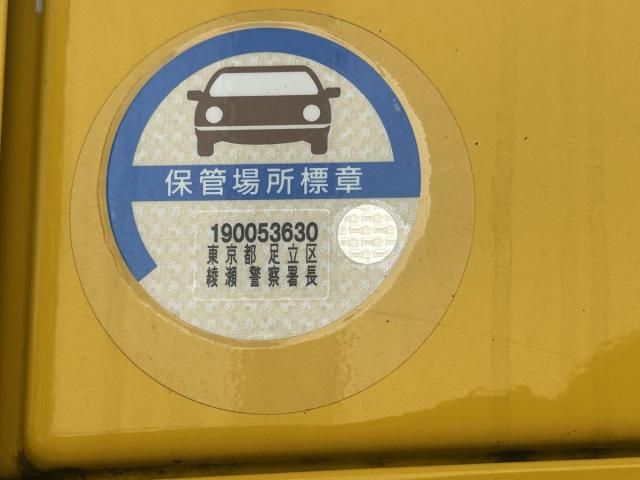 保管場所標章
190053630
東京都 足立区
綾瀬 警察署長